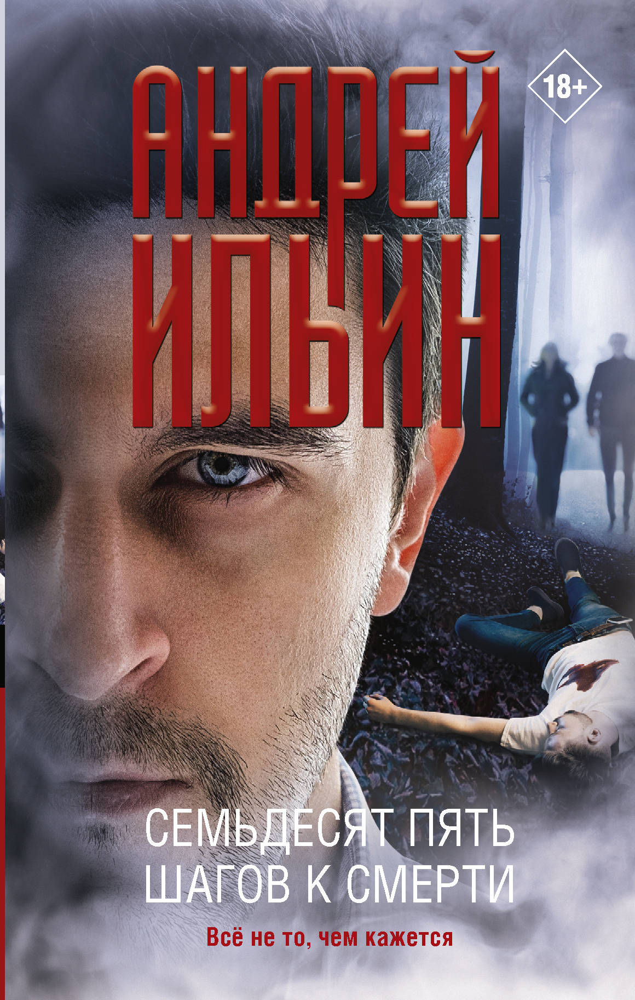 АНДРЕЙ
18+
ИЛЬИН
СЕМЬДЕСЯТ ПЯТЬ
ШАГОВ К СМЕРТИ
Всё не то, чем кажется